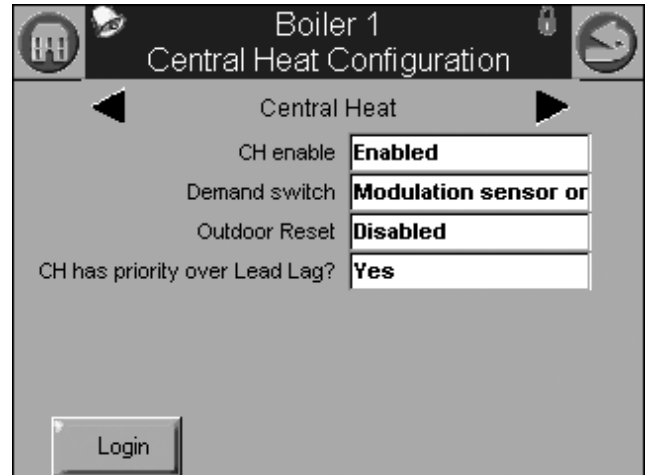 Boiler 1
Central Heat Configuration
Central Heat
CH enable Enabled
Demand switch Modulation sensor or
Outdoor Reset Disabled
CH has priority over Lead Lag? Yes
Login